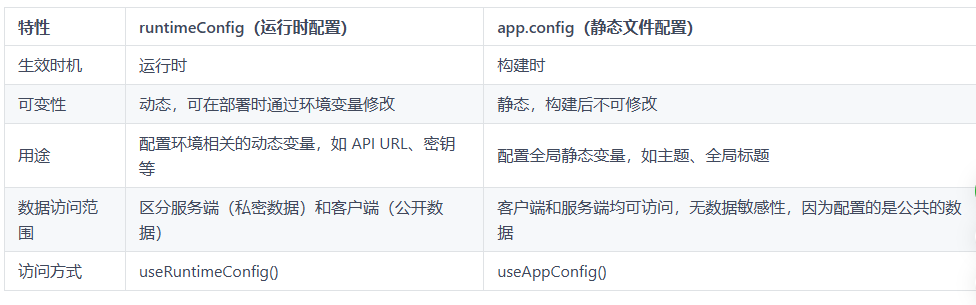 特性 runtimeConfig（运行时配置） app.config（静态文件配置）
生效时机 运行时 构建时
可变性 动态，可在部署时通过环境变量修改 静态，构建后不可修改
用途 配置环境相关的动态变量，如 API URL、密钥
等 配置全局静态变量，如主题、全局标题
数据访问范
围 区分服务端（私密数据）和客户端（公开数
据） 客户端和服务端均可访问，无数据敏感性，因为配置的是公共的数
据
访问方式 useRuntimeConfig() useAppConfig()